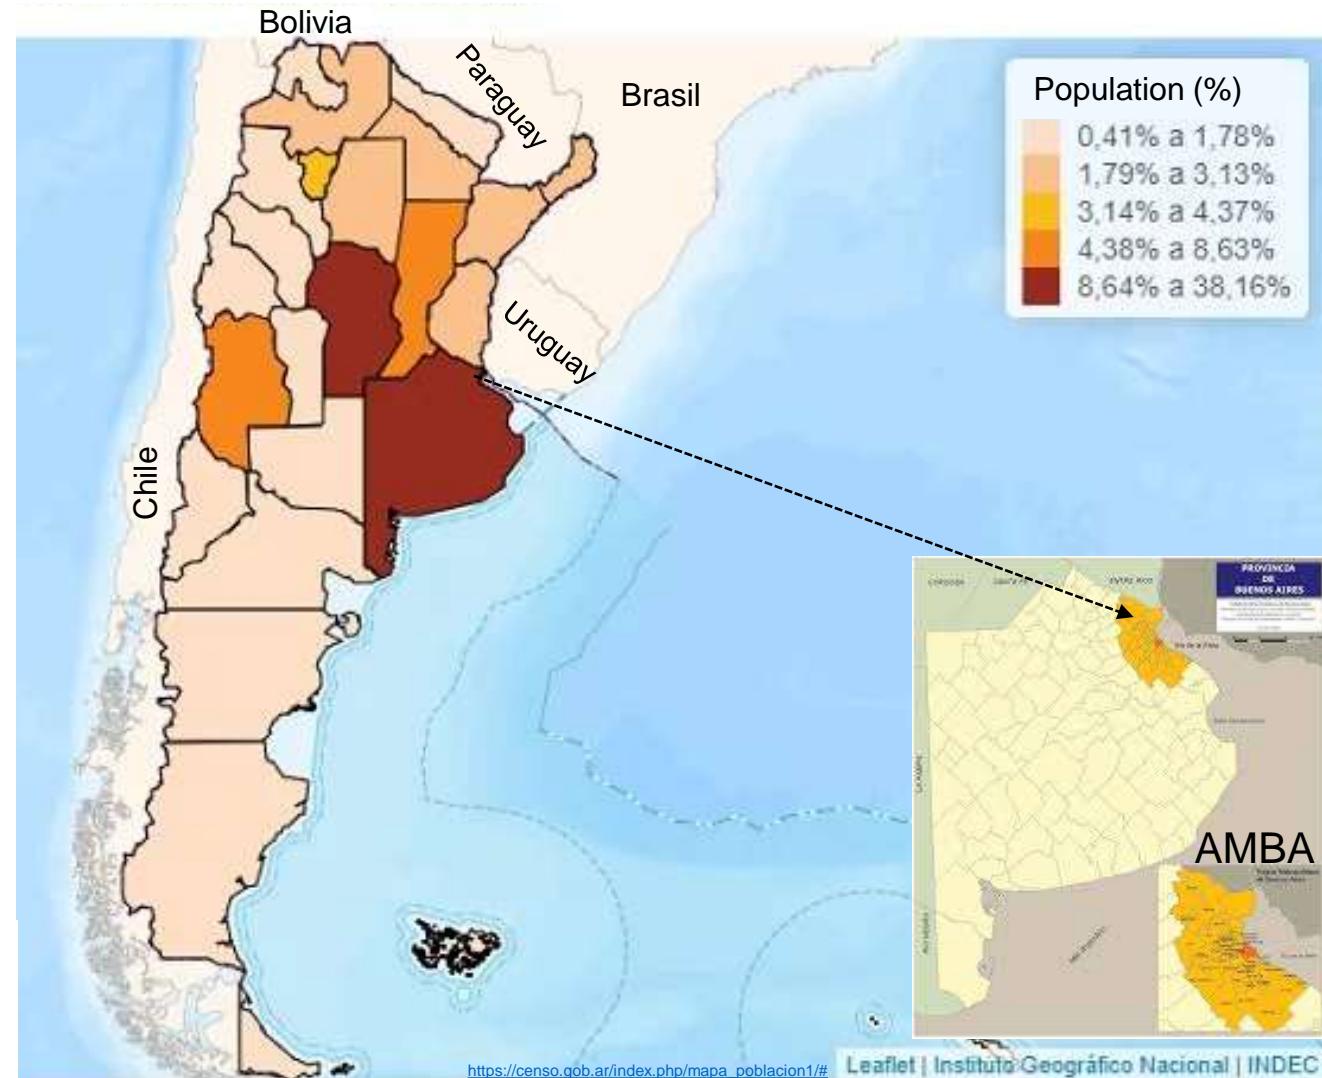 Bolivia
Paraguay
Brasil
Population (%)
0,41% a 1,78%
1,79% a 3,13%
3,14% a 4,37%
4,38% a 8,63%
8,64% a 38,16%
Uruguay
Chile
PROVINCIA
DE
BUENOS AIRES
AMBA
https://censo.gob.ar/index.php/mapa_poblacion1/#
Leaflet | Instituto Geográfico Nacional | INDEC